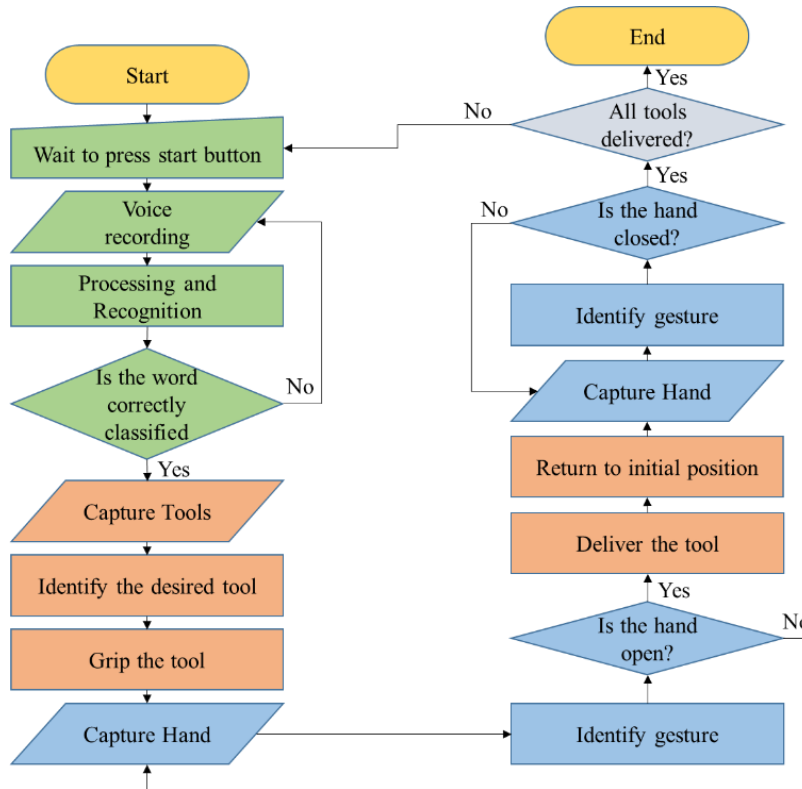 Start
Wait to press start button
Voice
recording
Processing and
Recognition
Is the word
correctly
classified
No
Yes
Capture Tools
Identify the desired tool
Grip the tool
Capture Hand
End
Yes
All tools
delivered?
No
Yes
Is the hand
closed?
No
Identify gesture
Capture Hand
Return to initial position
Deliver the tool
Yes
Is the hand
open?
No
Identify gesture